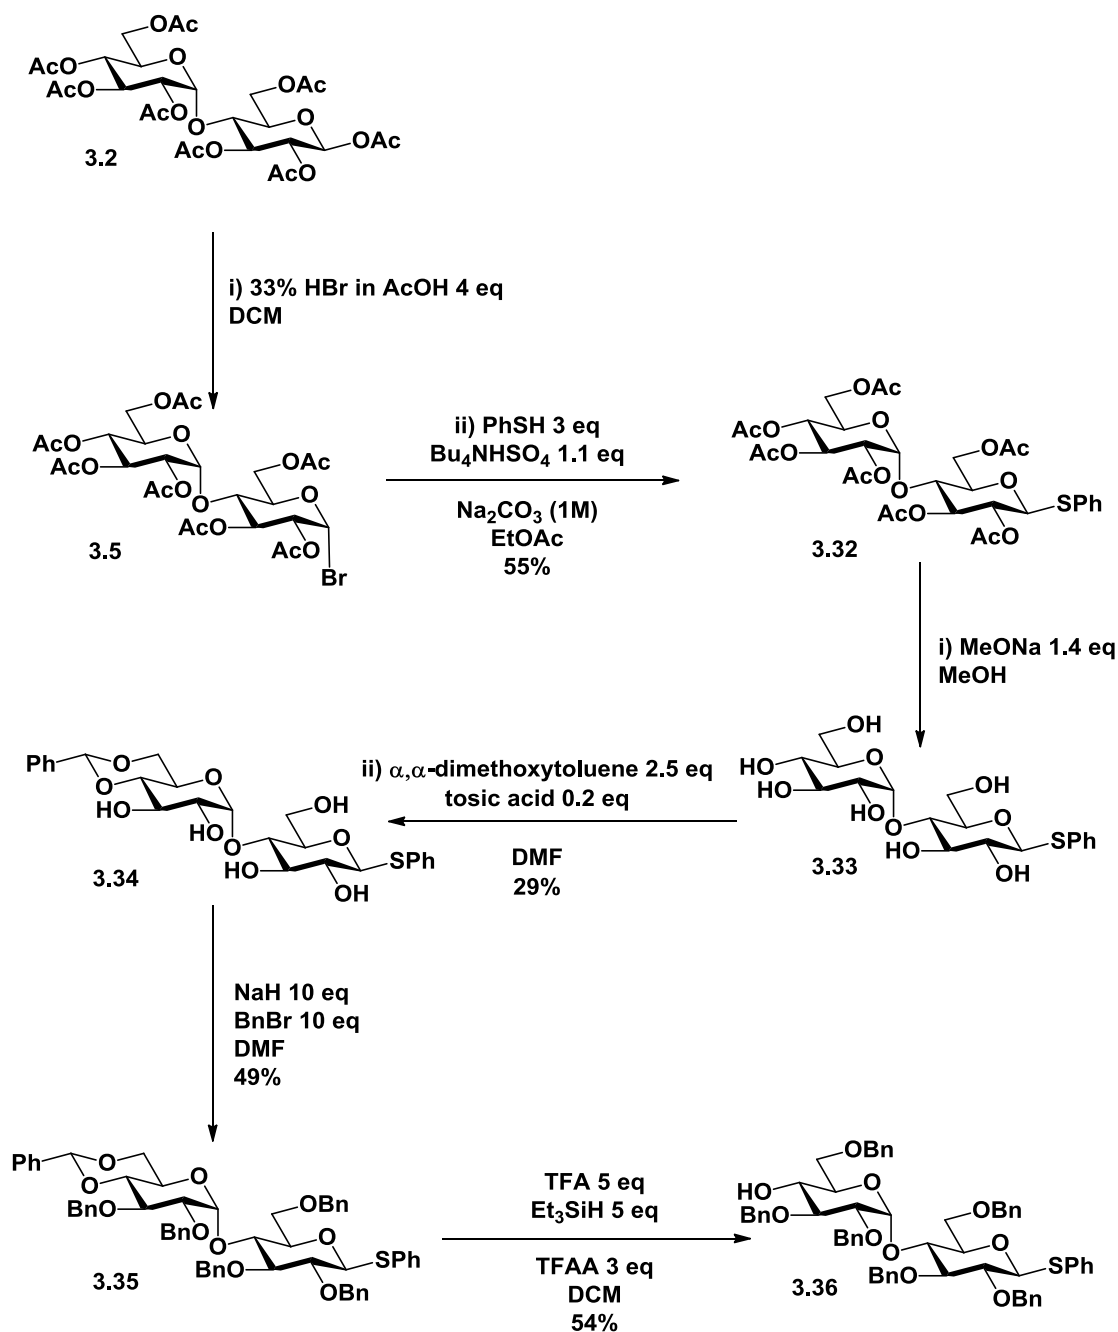 OAc
AcO
O
AcO
AcO
O
OAc
O
AcO
OAc
AcO
3.2
i) 33% HBr in AcOH 4 eq
DCM
OAc
AcO
O
AcO
AcO
O
OAc
O
AcO
AcO
Br
3.5
ii) PhSH 3 eq
Bu4NHSO4 1.1 eq
Na2CO3 (1M)
EtOAc
55%
OAc
AcO
O
AcO
AcO
O
OAc
O
SPh
AcO
AcO
3.32
i) MeONa 1.4 eq
MeOH
OH
HO
O
HO
HO
O
OH
O
SPh
HO
OH
3.33
ii) α,α-dimethoxytoluene 2.5 eq
tosic acid 0.2 eq
DMF
29%
Ph
O
O
O
HO
HO
O
OH
O
SPh
HO
OH
3.34
NaH 10 eq
BnBr 10 eq
DMF
49%
Ph
O
O
O
BnO
BnO
O
OBn
O
SPh
BnO
OBn
3.35
TFA 5 eq
Et3SiH 5 eq
TFAA 3 eq
DCM
54%
OBn
HO
O
BnO
BnO
O
OBn
O
SPh
BnO
OBn
3.36